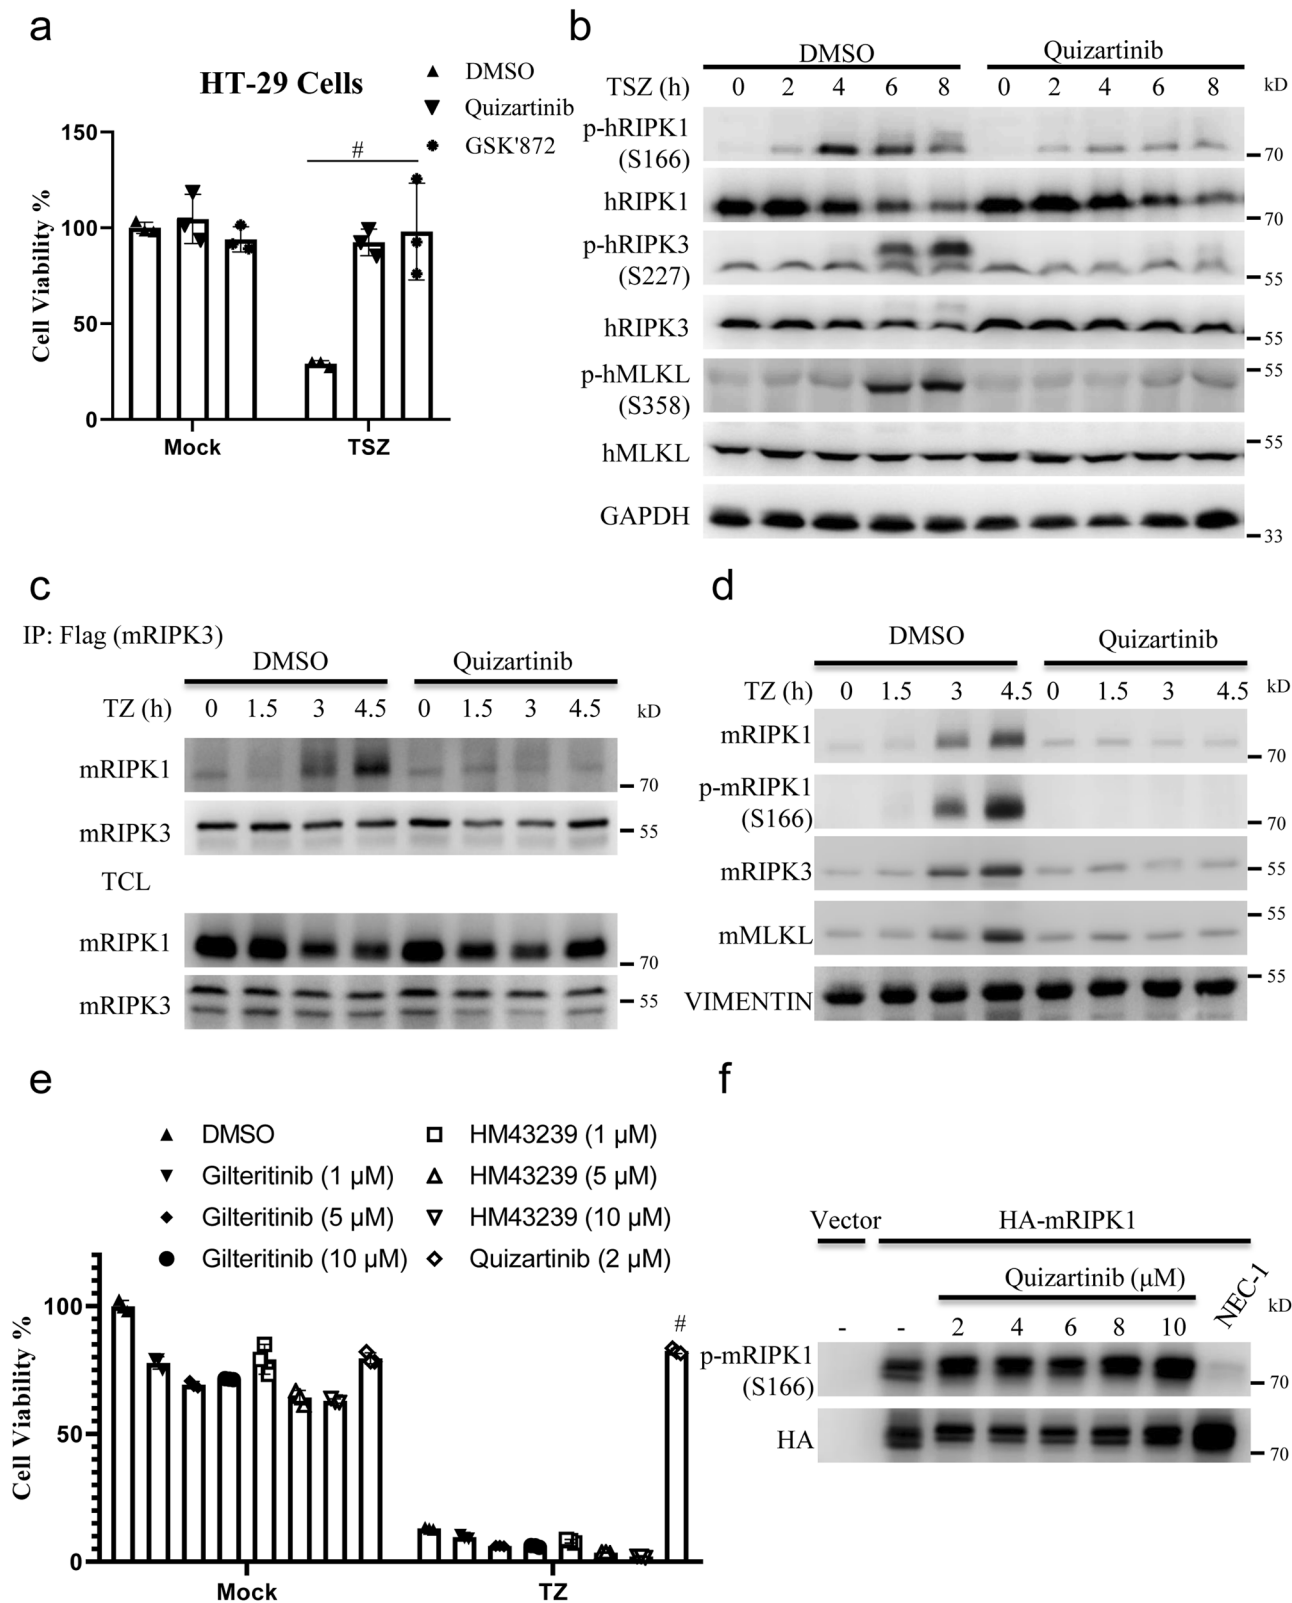 a
HT-29 Cells
DMSO
Quizartinib
GSK'872
#
Cell Viability %
150
100
50
0
Mock
TSZ
b
DMSO
Quizartinib
TSZ (h)
0 2 4 6 8 0 2 4 6 8
kD
p-hRIPK1
(S166)
70
hRIPK1
70
p-hRIPK3
(S227)
55
hRIPK3
55
p-hMLKL
(S358)
55
hMLKL
55
GAPDH
33
c
IP: Flag (mRIPK3)
DMSO
Quizartinib
TZ (h)
0 1.5 3 4.5 0 1.5 3 4.5
kD
mRIPK1
70
mRIPK3
55
TCL
mRIPK1
70
mRIPK3
55
d
DMSO
Quizartinib
TZ (h)
0 1.5 3 4.5 0 1.5 3 4.5
kD
mRIPK1
70
p-mRIPK1
(S166)
70
mRIPK3
55
mMLKL
55
VIMENTIN
55
e
DMSO
Gilteritinib (1 µM)
Gilteritinib (5 µM)
Gilteritinib (10 µM)
HM43239 (1 µM)
HM43239 (5 µM)
HM43239 (10 µM)
Quizartinib (2 µM)
Cell Viability %
100
50
0
#
Mock
TZ
f
Vector
HA-mRIPK1
Quizartinib (µM)
NEC-1
kD
- - 2 4 6 8 10
p-mRIPK1
(S166)
70
HA
70